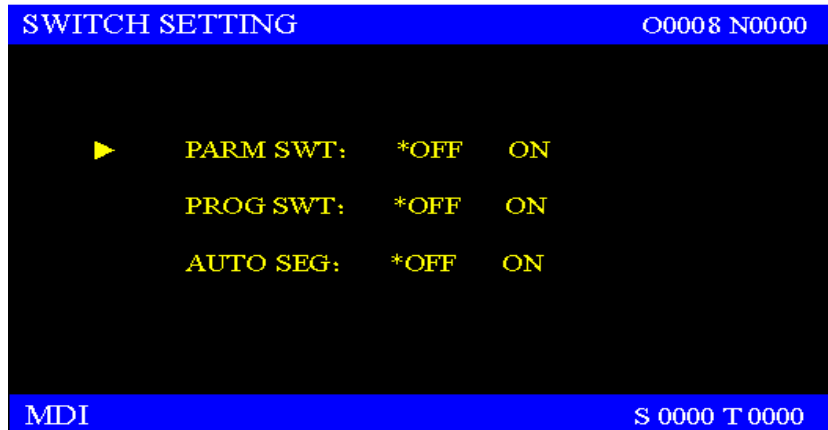 SWITCH SETTING O0008 N0000
PARM SWT: *OFF ON
PROG SWT: *OFF ON
AUTO SEG: *OFF ON
MDI S 0000 T 0000